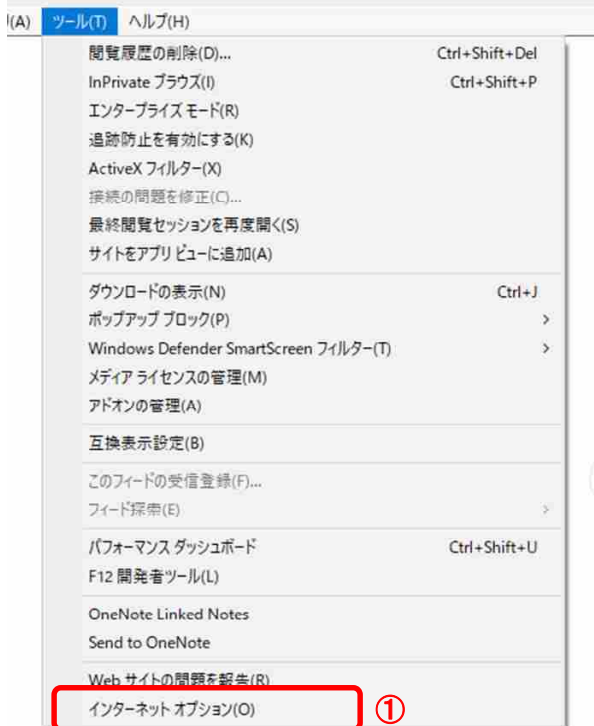 (A) ツール(T) ヘルプ(H)
閲覧履歴の削除(D)... Ctrl+Shift+Del
InPrivate ブラウズ(I) Ctrl+Shift+P
エンタープライズ モード(R)
追跡防止を有効にする(K)
ActiveX フィルター(X)
接続の問題を修正(C)...
最終閲覧セッションを再度開く(S)
サイトをアプリ ビューに追加(A)
ダウンロードの表示(N) Ctrl+J
ポップアップ ブロック(P)
Windows Defender SmartScreen フィルター(T)
メディア ライセンスの管理(M)
アドオンの管理(A)
互換表示設定(B)
このフィードの受信登録(F)...
フィード探索(E)
パフォーマンス ダッシュボード Ctrl+Shift+U
F12 開発者ツール(L)
OneNote Linked Notes
Send to OneNote
Web サイトの問題を報告(R)
インターネット オプション(O) ①